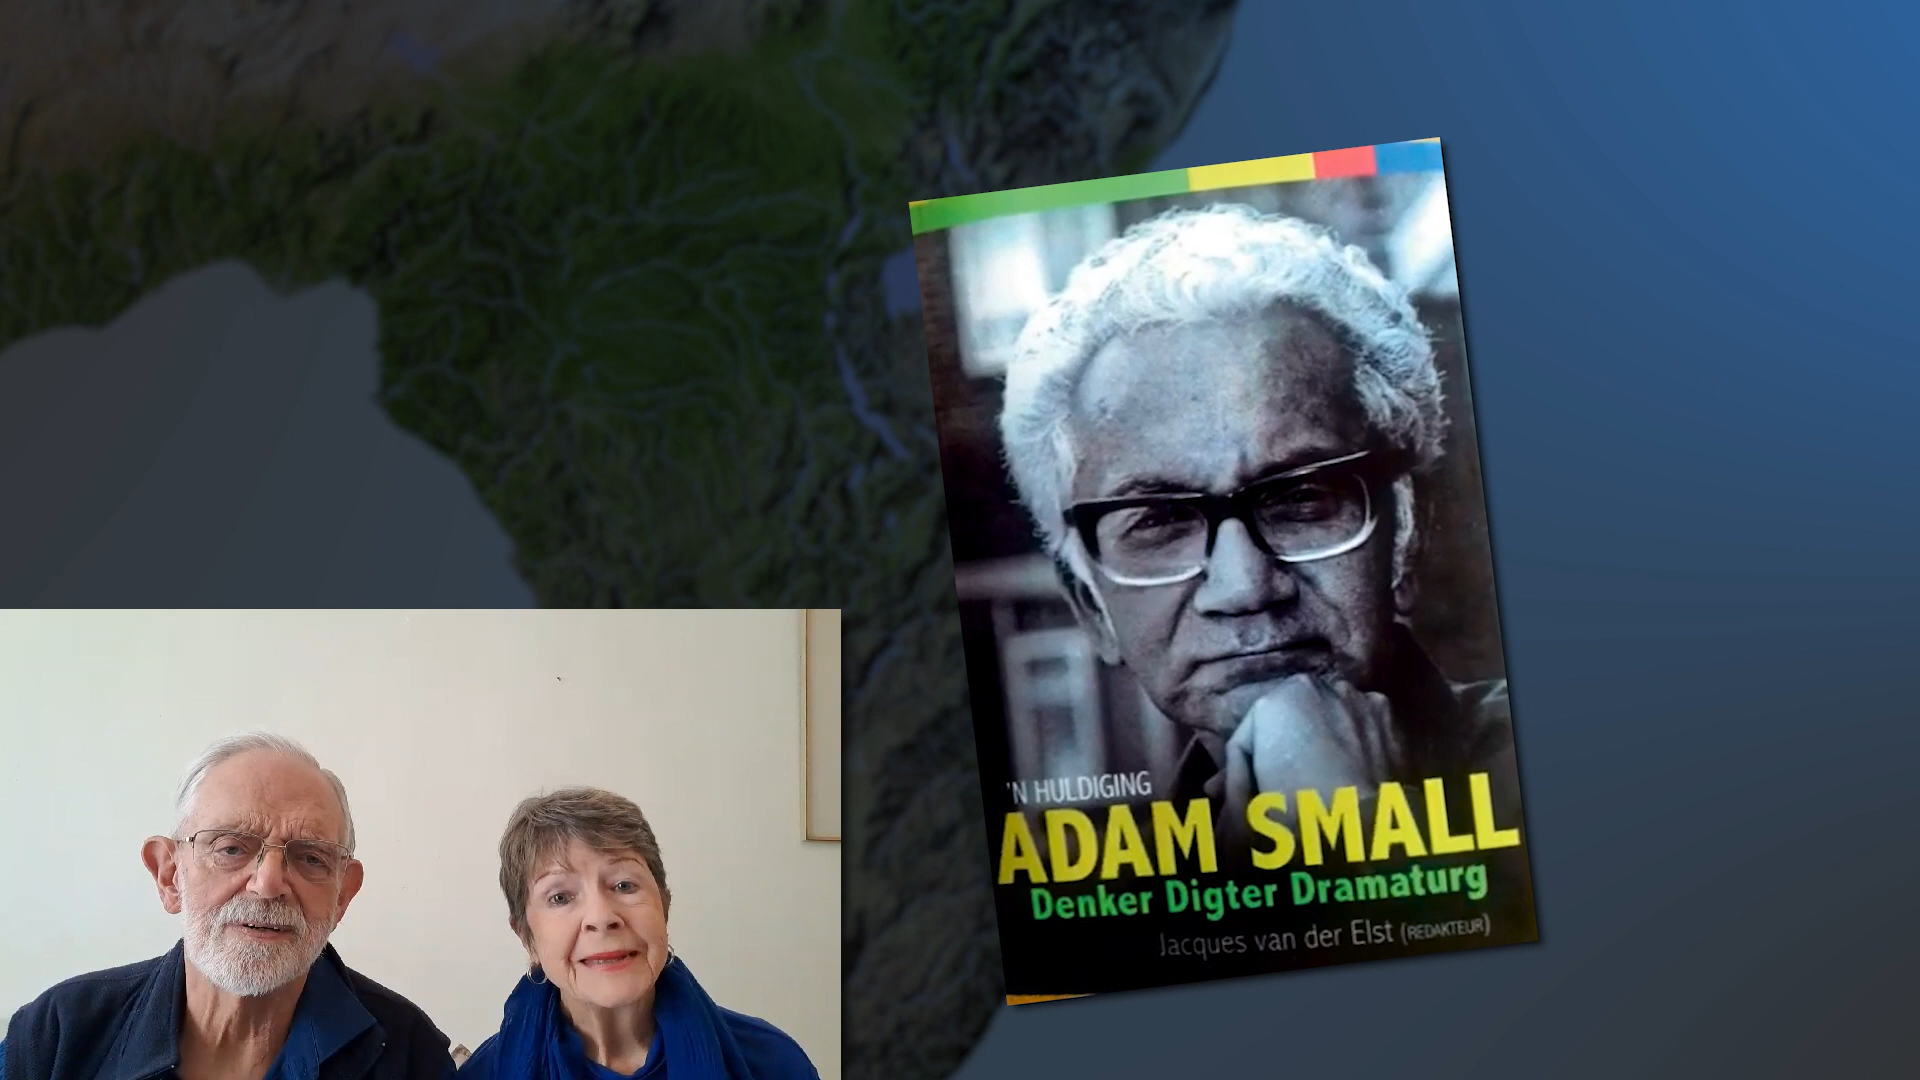 'N HULDIGING
ADAM SMALL
Denker Digter Dramaturg
Jacques van der Elst (REDAKTEUR)